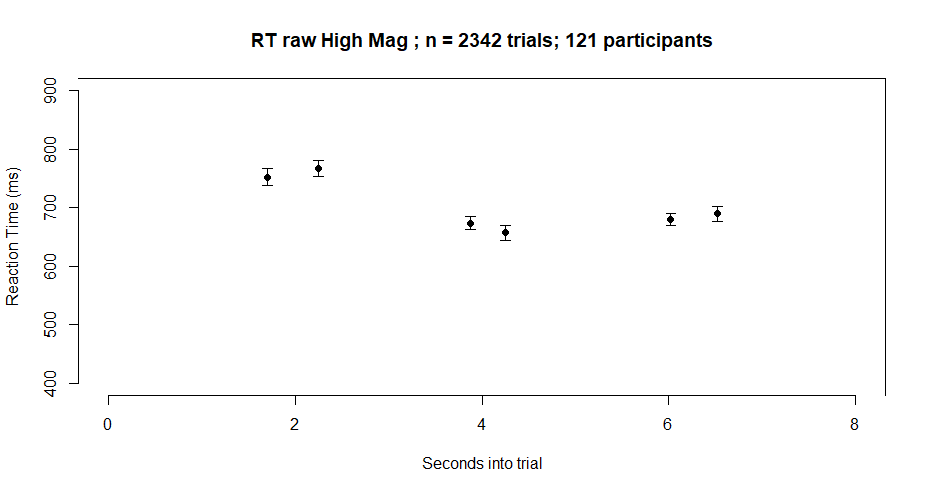 RT raw High Mag ; n = 2342 trials; 121 participants
Reaction Time (ms)
900
800
700
600
500
400
0 2 4 6 8
Seconds into trial